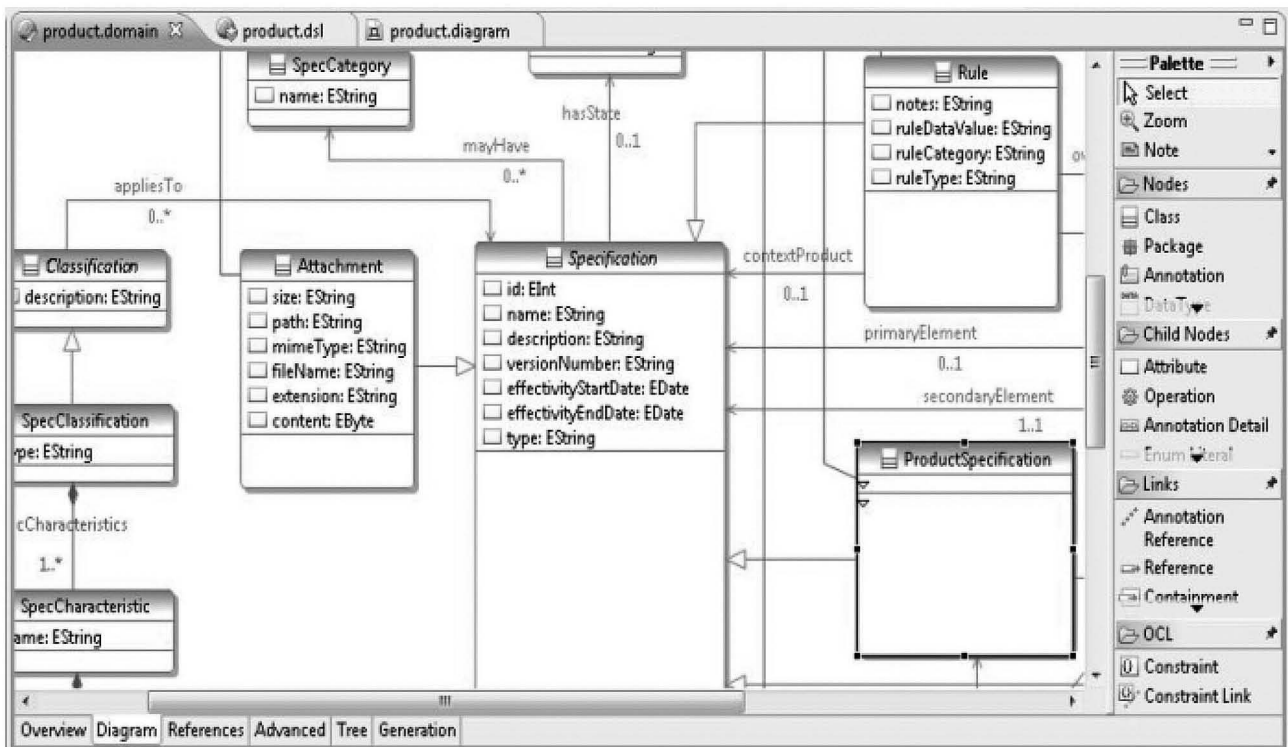 product.domain
product.dsl
product.diagram
SpecCategory
name: EString
hasState
0..1
mayHave
0..*
appliesTo
0..*
Rule
notes: EString
ruleDataValue: EString
ruleCategory: EString
ruleType: EString
Classification
description: EString
Attachment
size: EString
path: EString
mimeType: EString
fileName: EString
extension: EString
content: EByte
Specification
id: EInt
name: EString
description: EString
versionNumber: EString
effectivityStartDate: EDate
effectivityEndDate: EDate
type: EString
contextProduct
0..1
primaryElement
0..1
secondaryElement
1..1
SpecClassification
ype: EString
cCharacteristics
1..*
SpecCharacteristic
ame: EString
ProductSpecification
Palette
Select
Zoom
Note
Nodes
Class
Package
Annotation
DataType
Child Nodes
Attribute
Operation
Annotation Detail
Enum Literal
Links
Annotation
Reference
Reference
Containment
OCL
Constraint
Constraint Link
Overview Diagram References Advanced Tree Generation